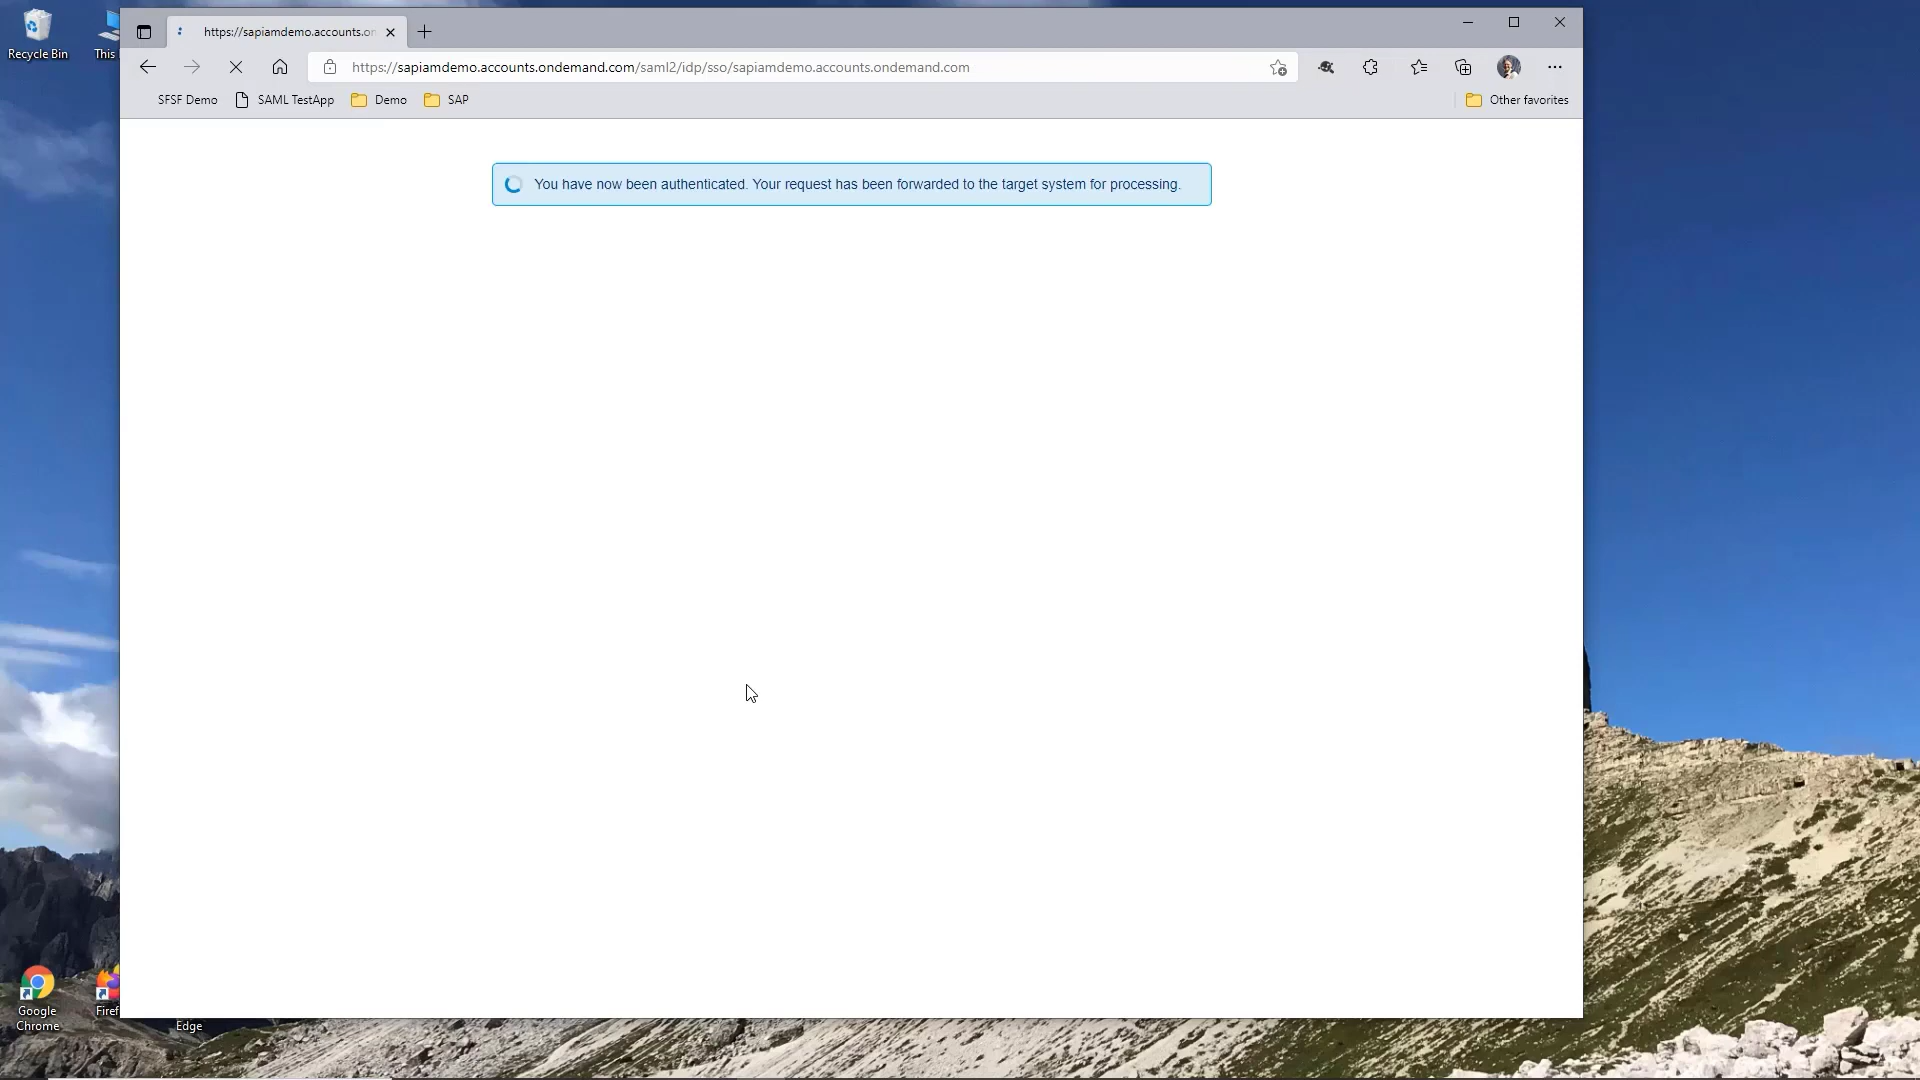 Recycle Bin
This
https://sapiamdemo.accounts.on
https://sapiamdemo.accounts.ondemand.com/saml2/idp/sso/sapiamdemo.accounts.ondemand.com
SFSF Demo
SAML TestApp
Demo
SAP
Other favorites
You have now been authenticated. Your request has been forwarded to the target system for processing.
Google
Chrome
Firef
Edge